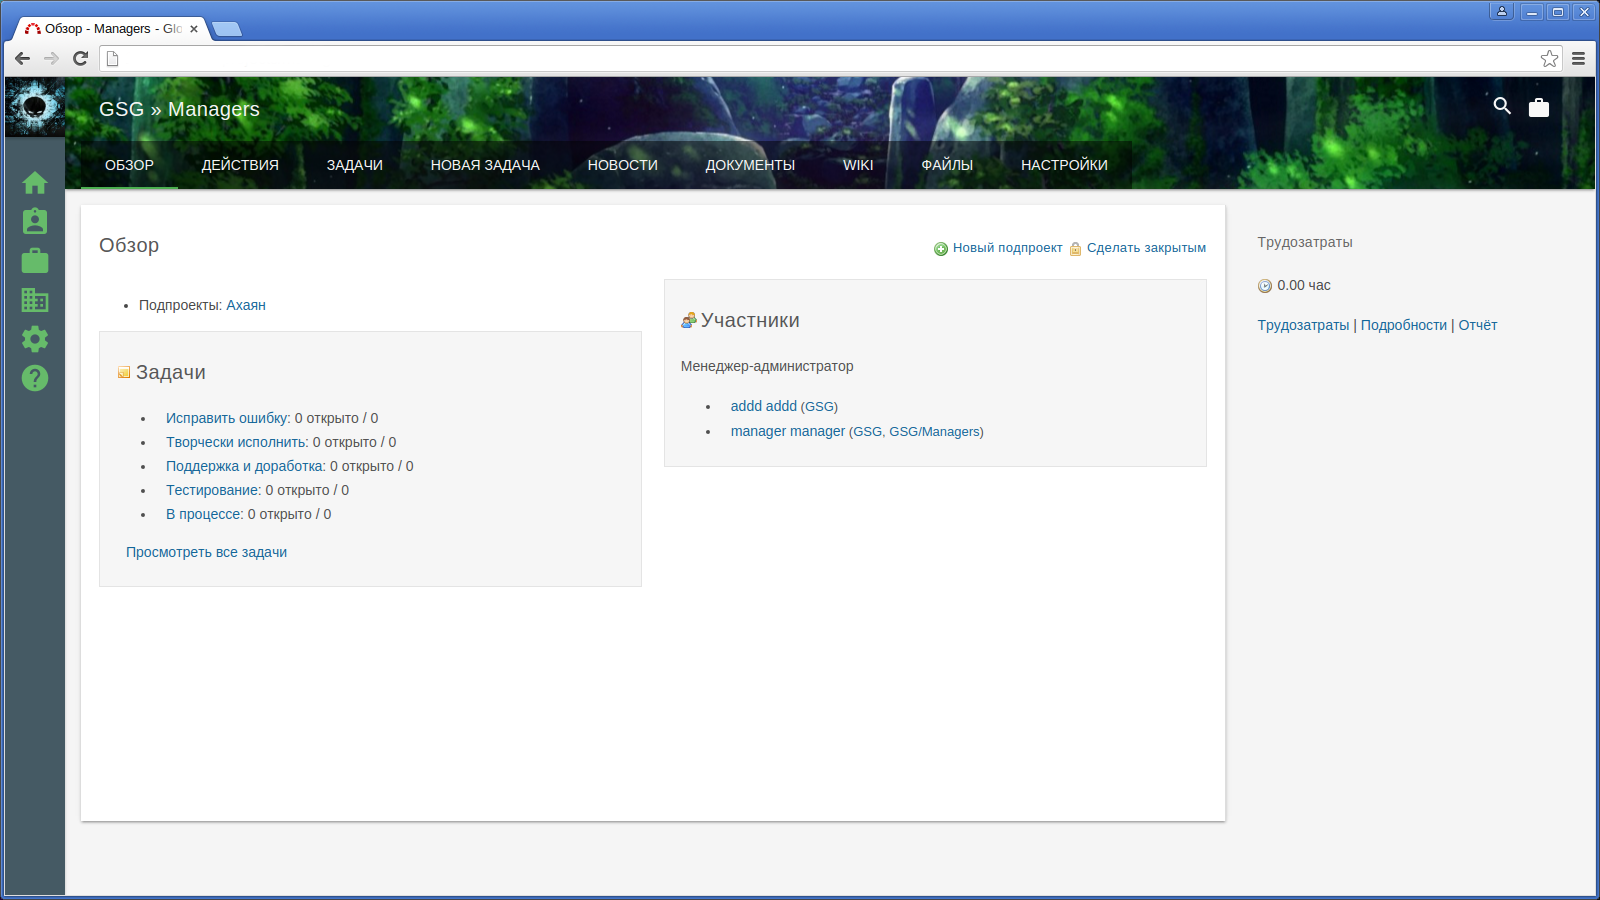 Обзор - Managers - Glo
GSG » Managers
ОБЗОР ДЕЙСТВИЯ ЗАДАЧИ НОВАЯ ЗАДАЧА НОВОСТИ ДОКУМЕНТЫ WIKI ФАЙЛЫ НАСТРОЙКИ
Обзор
Новый подпроект Сделать закрытым
Подпроекты: Ахаян
Задачи
Исправить ошибку: 0 открыто / 0
Творчески исполнить: 0 открыто / 0
Поддержка и доработка: 0 открыто / 0
Тестирование: 0 открыто / 0
В процессе: 0 открыто / 0
Просмотреть все задачи
Участники
Менеджер-администратор
addd addd (GSG)
manager manager (GSG, GSG/Managers)
Трудозатраты
0.00 час
Трудозатраты | Подробности | Отчёт